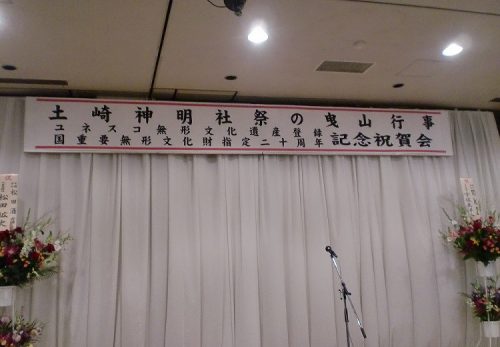 土崎神明社祭の曳山行事
ユネスコ無形文化遺産登録
国重要無形文化財指定二十周年
記念祝賀会
祝